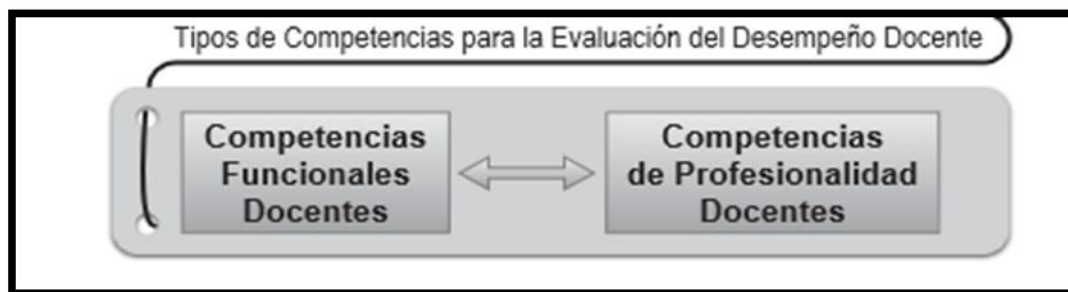 Tipos de Competencias para la Evaluación del Desempeño Docente
Competencias
Funcionales
Docentes
Competencias
de Profesionalidad
Docentes